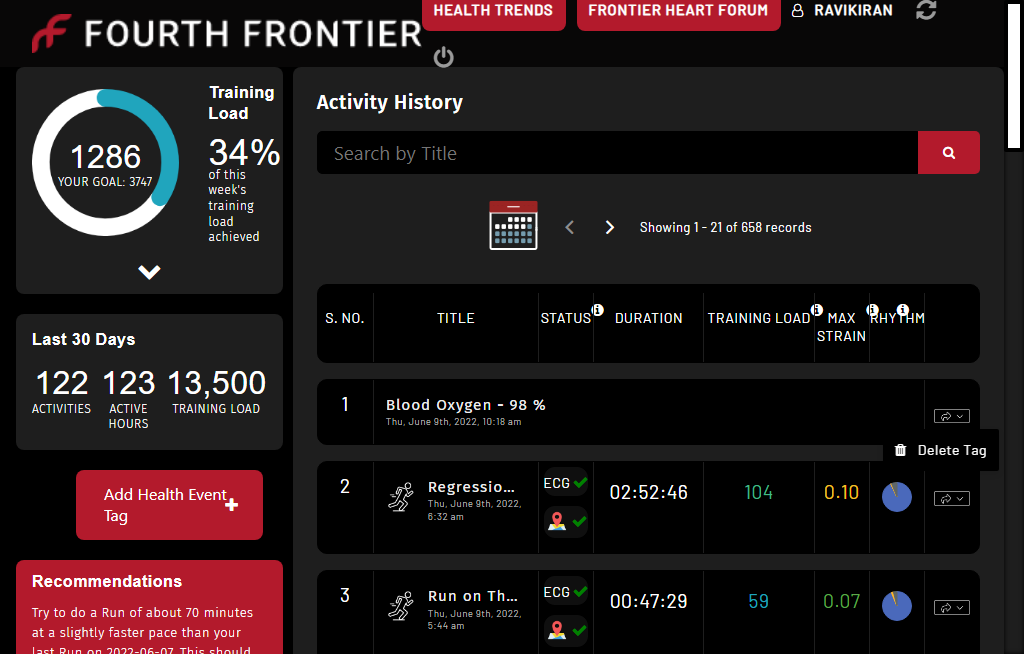 FOURTH FRONTIER
HEALTH TRENDS
FRONTIER HEART FORUM
RAVIKIRAN
Training
Load
1286
YOUR GOAL: 3747
34%
of this
week's
training
load
achieved
Last 30 Days
122
ACTIVITIES
123
ACTIVE
HOURS
13,500
TRAINING LOAD
Add Health Event
Tag
Recommendations
Try to do a Run of about 70 minutes
at a slightly faster pace than your
last Run on 2022-06-07. This should
Activity History
Search by Title
Showing 1 - 21 of 658 records
S. NO.
TITLE
STATUS
DURATION
TRAINING LOAD
MAX
STRAIN
RHYTHM
1
Blood Oxygen - 98 %
Thu, June 9th, 2022, 10:18 am
Delete Tag
2
Regressio...
Thu, June 9th, 2022,
6:32 am
ECG
02:52:46
104
0.10
3
Run on Th...
Thu, June 9th, 2022,
5:44 am
ECG
00:47:29
59
0.07